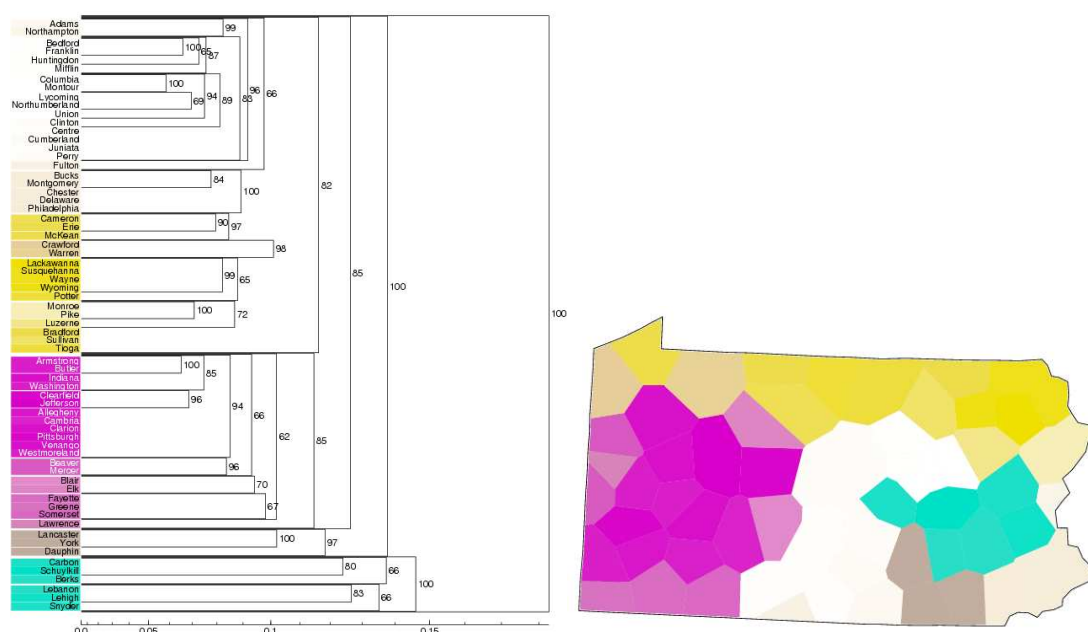 Adams
Northampton
99
Bedford
Franklin
100
65
Huntingdon
87
Mifflin
Columbia
Montour
100
Lycoming
96
66
Northumberland
69
94
89
83
Union
Clinton
Centre
Cumberland
Juniata
Perry
Fulton
Bucks
Montgomery
84
82
Chester
100
Delaware
Philadelphia
Cameron
Erie
90
97
McKean
Crawford
Warren
98
Lackawanna
Susquehanna
Wayne
99
65
85
Wyoming
Potter
100
Monroe
Pike
100
72
100
Luzerne
Bradford
Sullivan
Tioga
Armstrong
Butler
100
Indiana
85
Washington
Clearfield
Jefferson
96
94
Allegheny
66
Cambria
62
Clarion
85
Pittsburgh
Venango
Westmoreland
Beaver
Mercer
96
Blair
Elk
70
Fayette
Greene
67
Somerset
Lawrence
Lancaster
York
100
97
Dauphin
Carbon
Schuylkill
80
66
Berks
100
Lebanon
Lehigh
83
66
Snyder
0.0 0.05 0.1 0.15